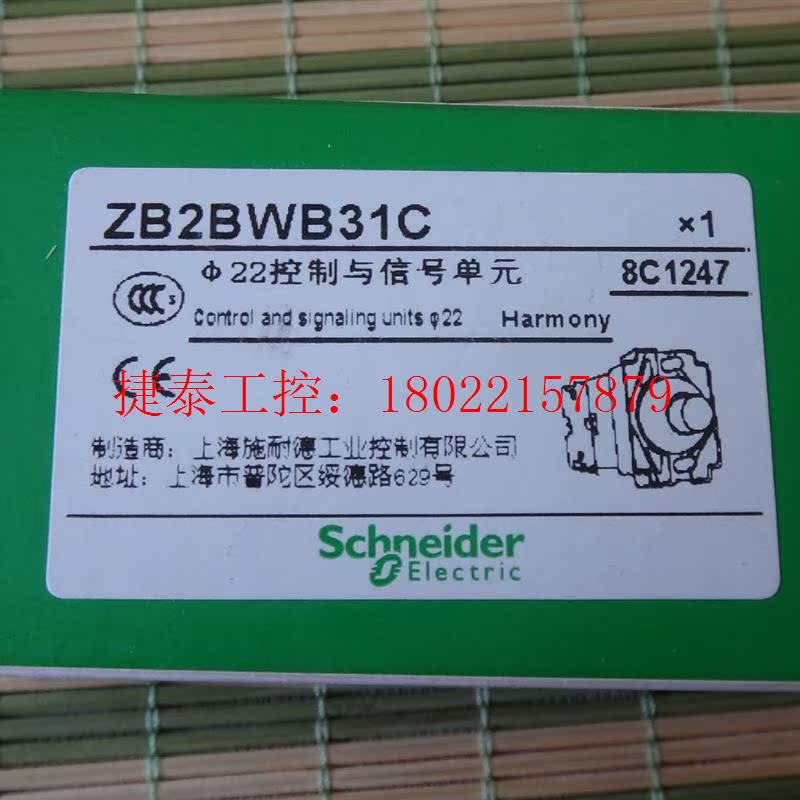 ZB2BWB31C ×1
Φ22控制与信号单元 8C1247
CCC S
Control and signaling units φ22 Harmony
CE
捷泰工控：18022157879
制造商：上海施耐德工业控制有限公司
地址：上海市普陀区绥德路629号
Schneider
Electric